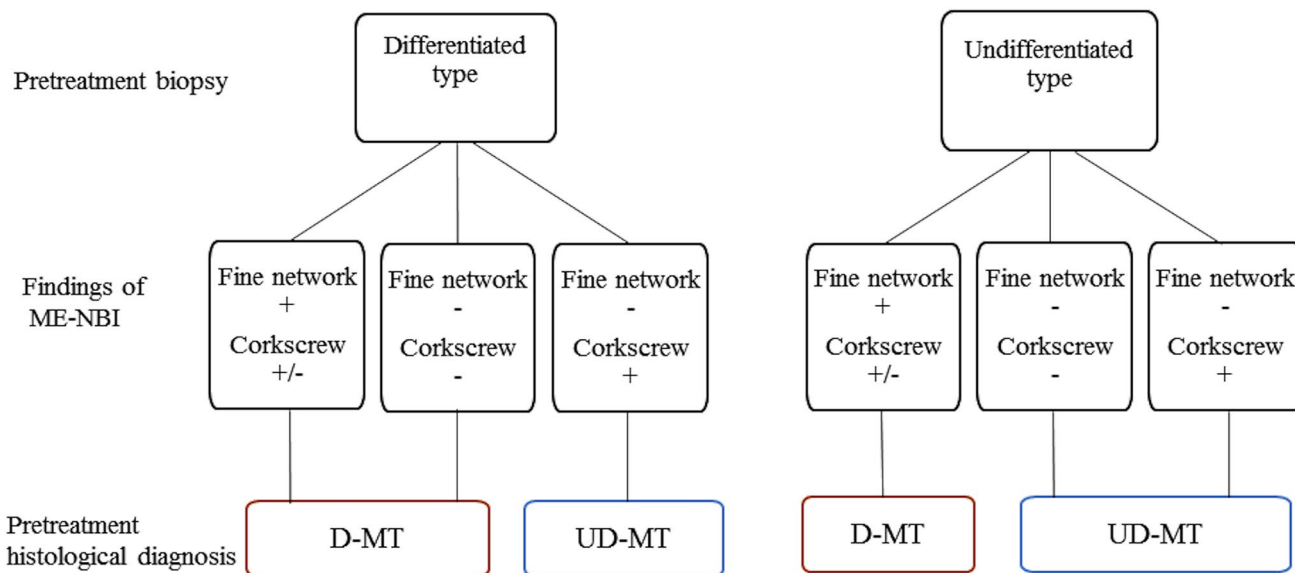 Pretreatment biopsy
Differentiated
type
Undifferentiated
type
Findings of
ME-NBI
Fine network
+
Corkscrew
+/-
Fine network
-
Corkscrew
-
Fine network
-
Corkscrew
+
Fine network
+
Corkscrew
+/-
Fine network
-
Corkscrew
-
Fine network
-
Corkscrew
+
Pretreatment
histological diagnosis
D-MT
UD-MT
D-MT
UD-MT